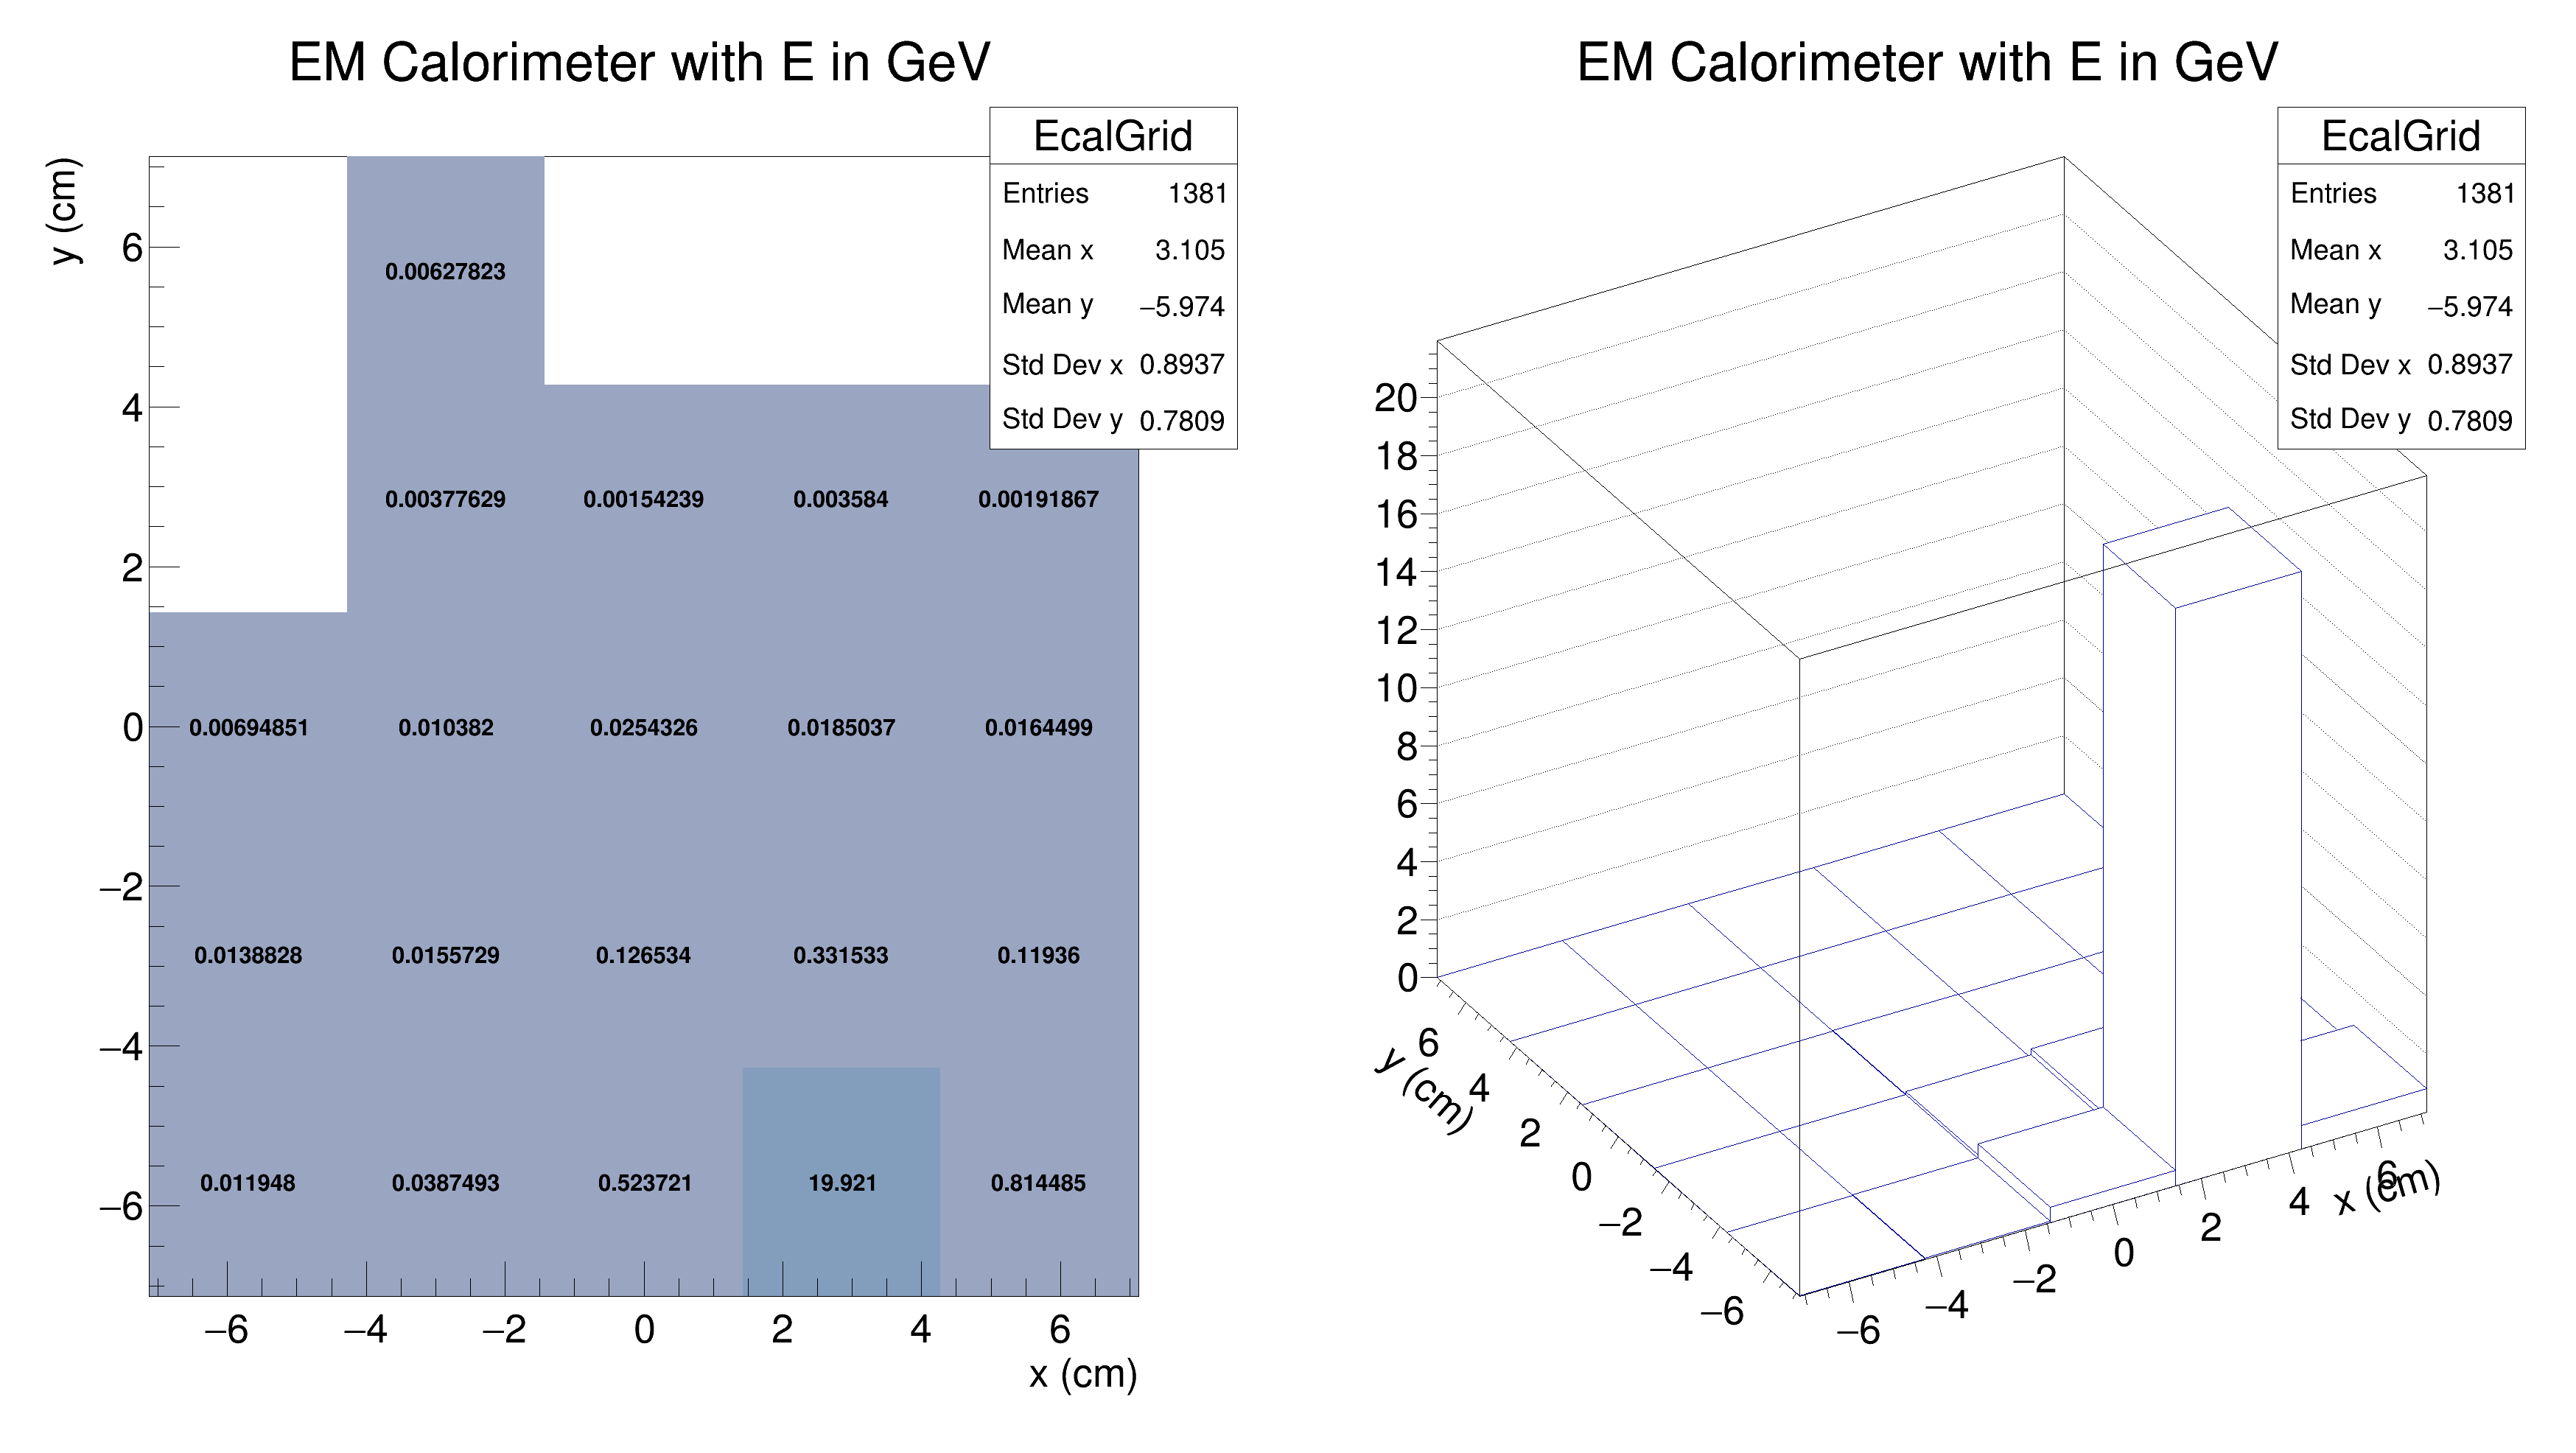 EM Calorimeter with E in GeV
EcalGrid
Entries 1381
Mean x 3.105
Mean y −5.974
Std Dev x 0.8937
Std Dev y 0.7809
y (cm)
6
4
2
0
−2
−4
−6
0.00627823
0.00377629 0.00154239 0.003584 0.00191867
0.00694851 0.010382 0.0254326 0.0185037 0.0164499
0.0138828 0.0155729 0.126534 0.331533 0.11936
0.011948 0.0387493 0.523721 19.921 0.814485
−6 −4 −2 0 2 4 6
x (cm)
EM Calorimeter with E in GeV
EcalGrid
Entries 1381
Mean x 3.105
Mean y −5.974
Std Dev x 0.8937
Std Dev y 0.7809
20
18
16
14
12
10
8
6
4
2
0
6
4
2
0
−2
−4
−6
y (cm)
−6 −4 −2 0 2 4 6
x (cm)